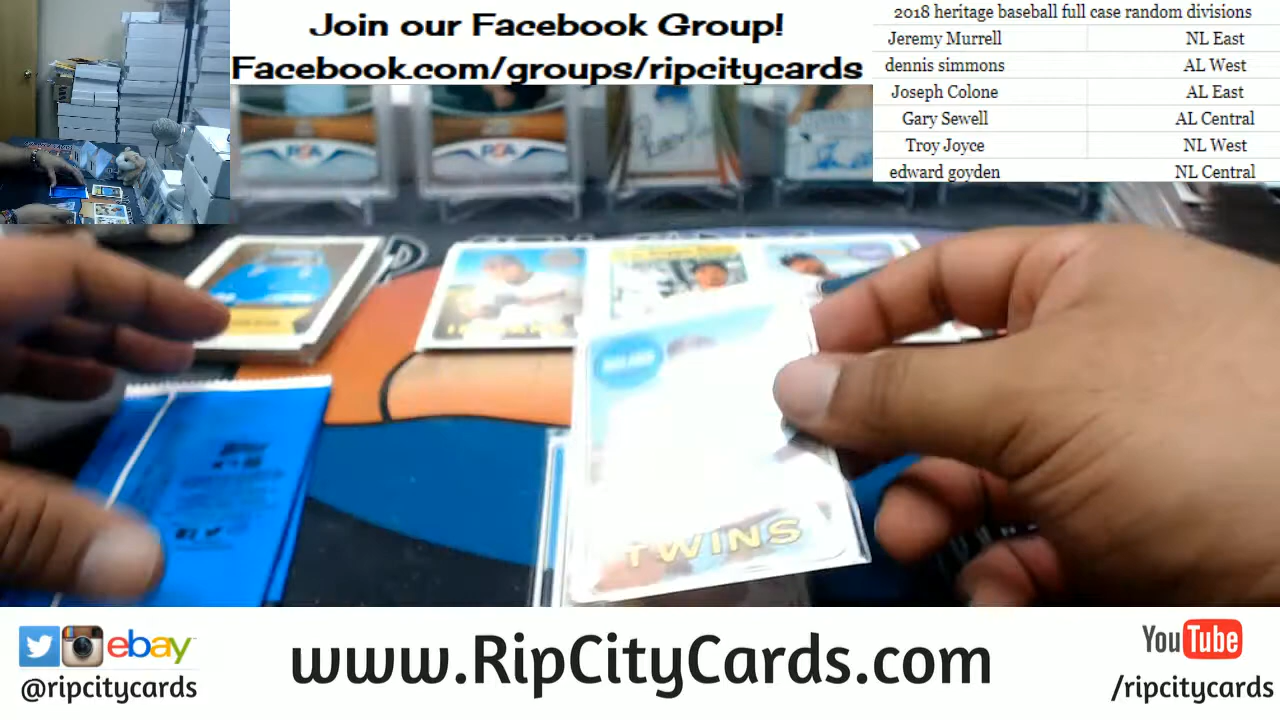 Join our Facebook Group!
Facebook.com/groups/ripcitycards
2018 heritage baseball full case random divisions
Jeremy Murrell NL East
dennis simmons AL West
Joseph Colone AL East
Gary Sewell AL Central
Troy Joyce NL West
edward goyden NL Central
TWINS
ebay
@ripcitycards
www.RipCityCards.com
YouTube
/ripcitycards